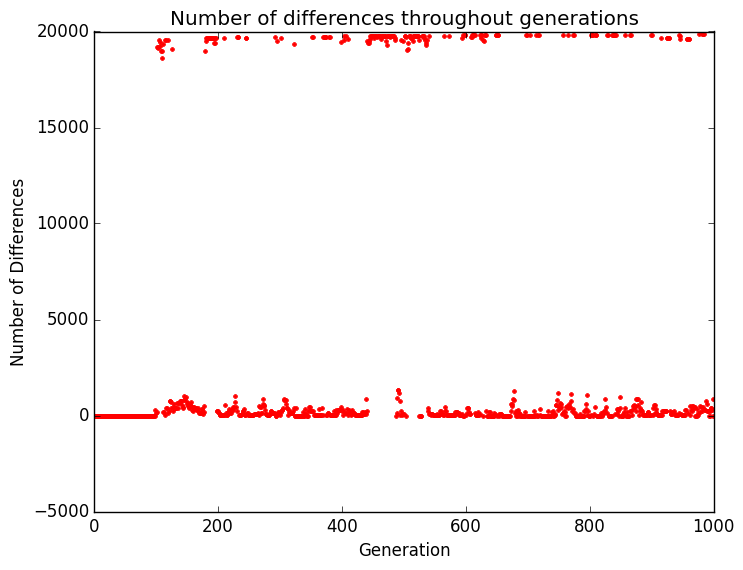 Number of differences throughout generations
20000
15000
10000
5000
0
−5000
Number of Differences
0 200 400 600 800 1000
Generation